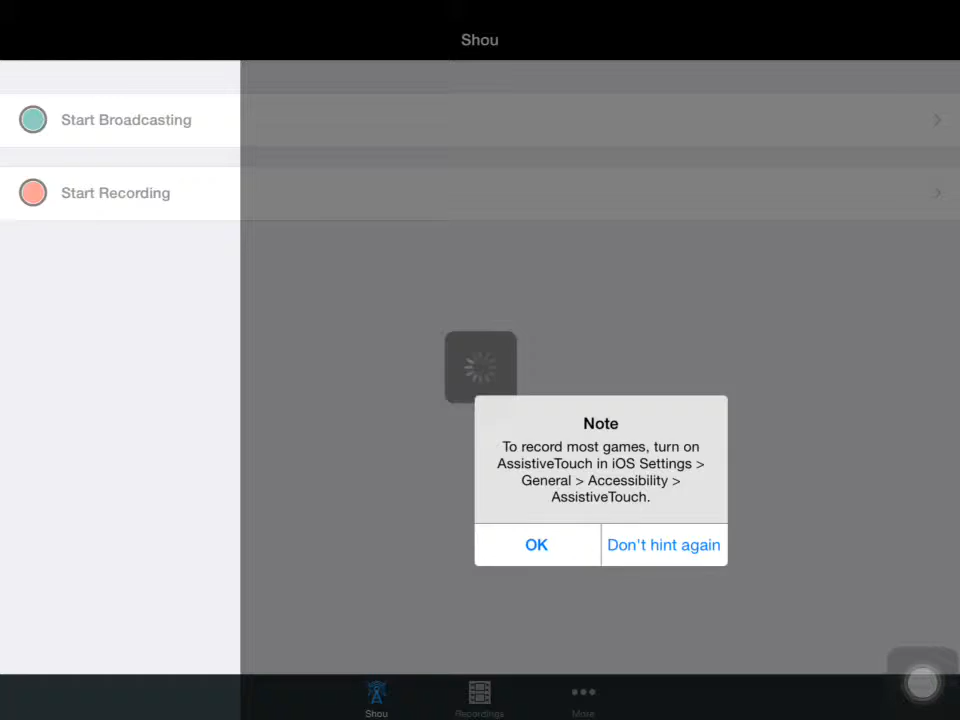 Shou
Start Broadcasting
Start Recording
Note
To record most games, turn on
AssistiveTouch in iOS Settings >
General > Accessibility >
AssistiveTouch.
OK
Don't hint again
Shou
Recordings
More